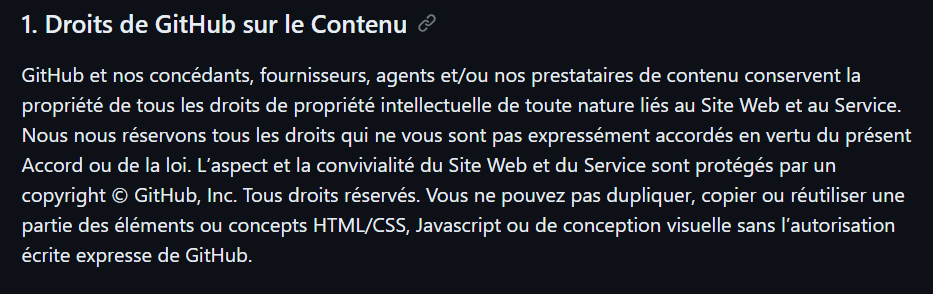 1. Droits de GitHub sur le Contenu
GitHub et nos concédants, fournisseurs, agents et/ou nos prestataires de contenu conservent la
propriété de tous les droits de propriété intellectuelle de toute nature liés au Site Web et au Service.
Nous nous réservons tous les droits qui ne vous sont pas expressément accordés en vertu du présent
Accord ou de la loi. L’aspect et la convivialité du Site Web et du Service sont protégés par un
copyright © GitHub, Inc. Tous droits réservés. Vous ne pouvez pas dupliquer, copier ou réutiliser une
partie des éléments ou concepts HTML/CSS, Javascript ou de conception visuelle sans l’autorisation
écrite expresse de GitHub.